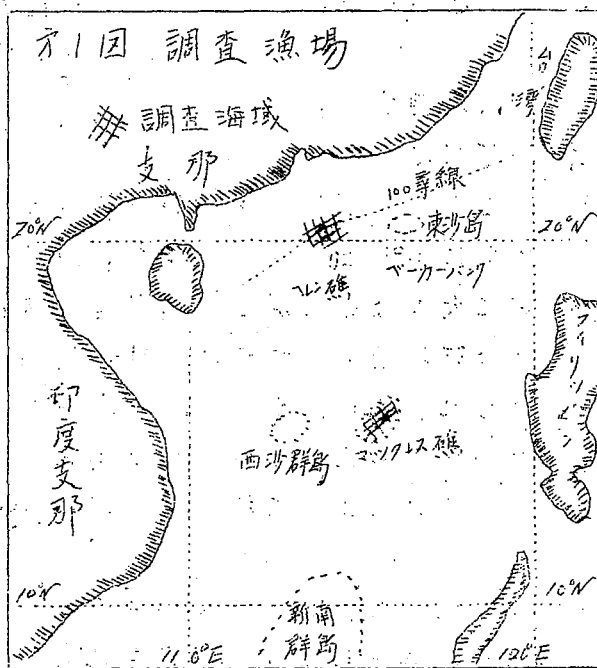 才1図 調査漁場
調査海域
支那
台湾
100尋線
20°N
東沙島
20°N
ヘレン礁
ベーカーバンク
フィリッピン
印度支那
西沙群島
マックレス礁
10°N
新南
群島
10°N
110°E
120°E